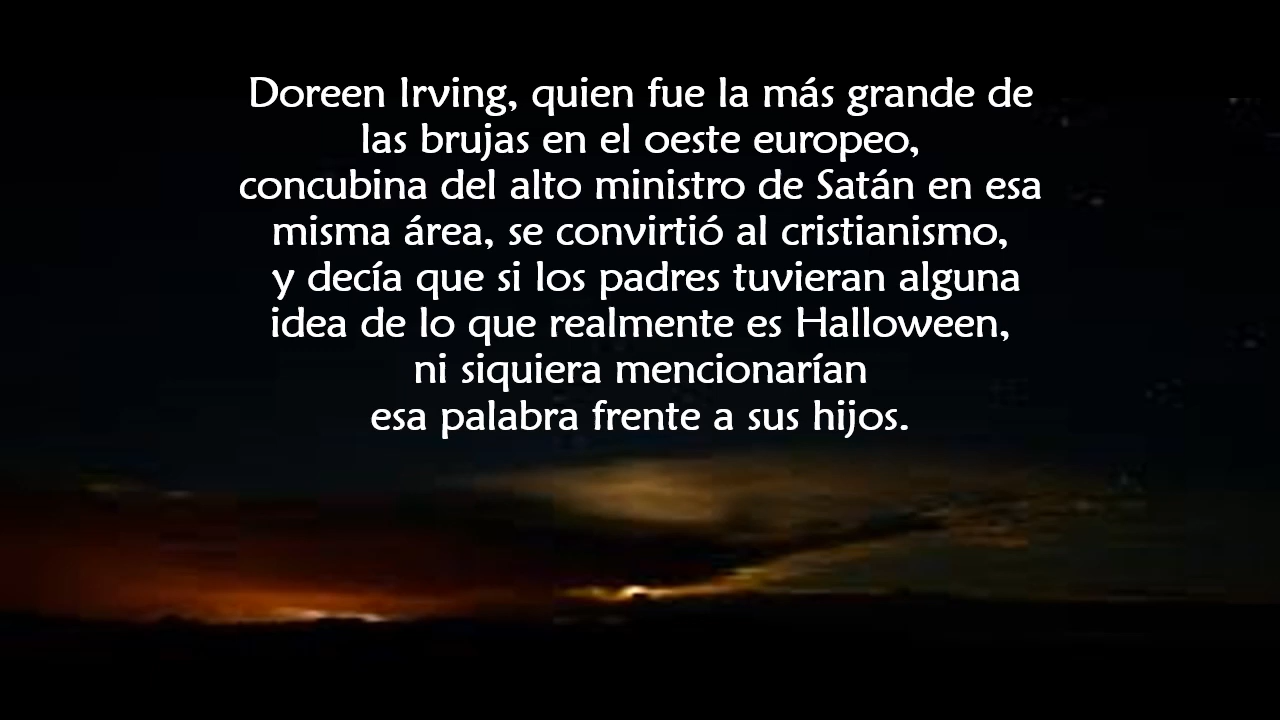 Doreen Irving, quien fue la más grande de
las brujas en el oeste europeo,
concubina del alto ministro de Satán en esa
misma área, se convirtió al cristianismo,
y decía que si los padres tuvieran alguna
idea de lo que realmente es Halloween,
ni siquiera mencionarían
esa palabra frente a sus hijos.